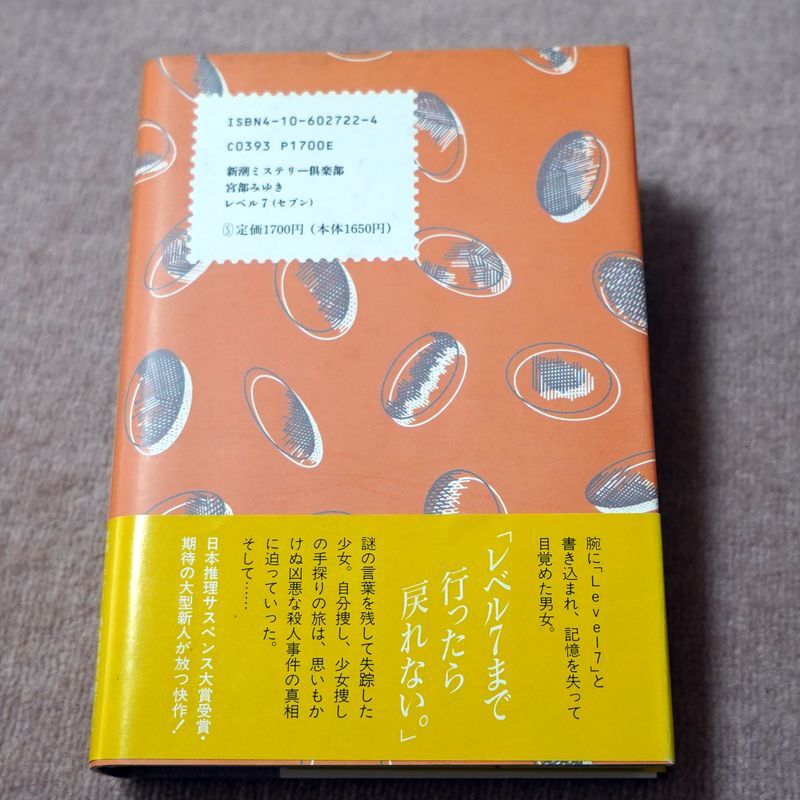 ISBN4-10-602722-4
C0393 P1700E
新潮ミステリー倶楽部
宮部みゆき
レベル7(セブン)
Ⓢ定価1700円(本体1650円)
腕に「Level7」と
書き込まれ、記憶を失って
目覚めた男女。
「レベル7まで
行ったら
戻れない。」
謎の言葉を残して失踪した
少女。自分捜し、少女捜し
の手探りの旅は、思いもか
けぬ凶悪な殺人事件の真相
に迫っていった。
そして……
日本推理サスペンス大賞受賞・
期待の大型新人が放つ快作!